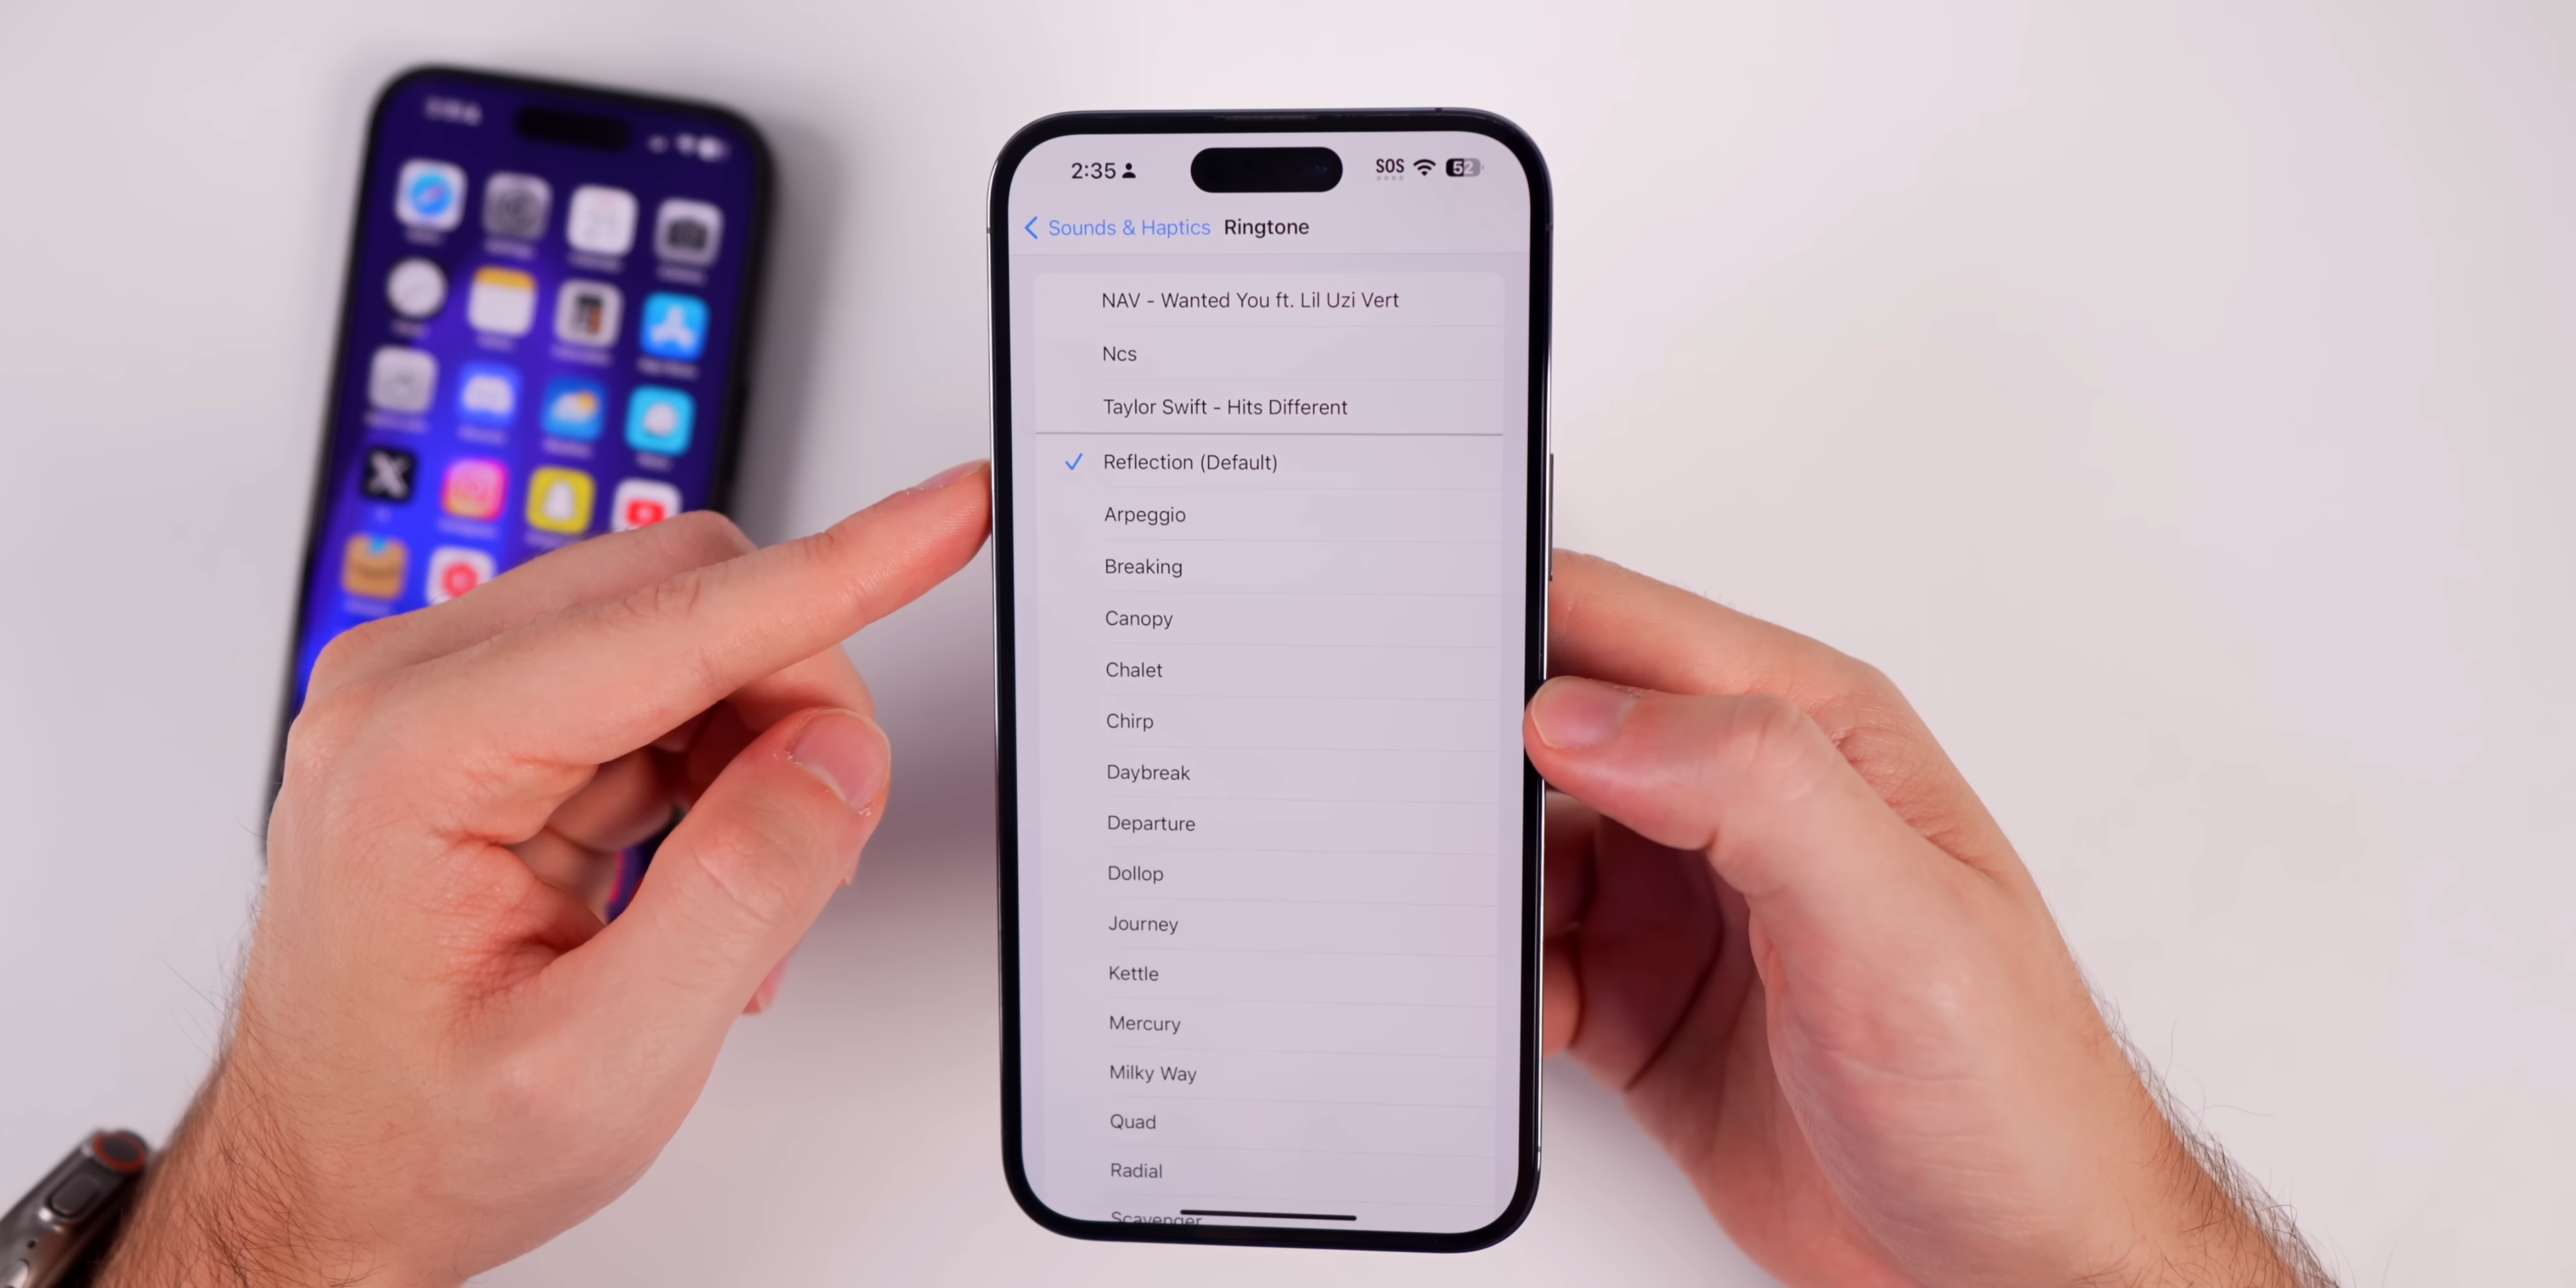 2:35 SOS 52
Sounds & Haptics Ringtone
NAV - Wanted You ft. Lil Uzi Vert
Ncs
Taylor Swift - Hits Different
Reflection (Default)
Arpeggio
Breaking
Canopy
Chalet
Chirp
Daybreak
Departure
Dollop
Journey
Kettle
Mercury
Milky Way
Quad
Radial
Scavenger